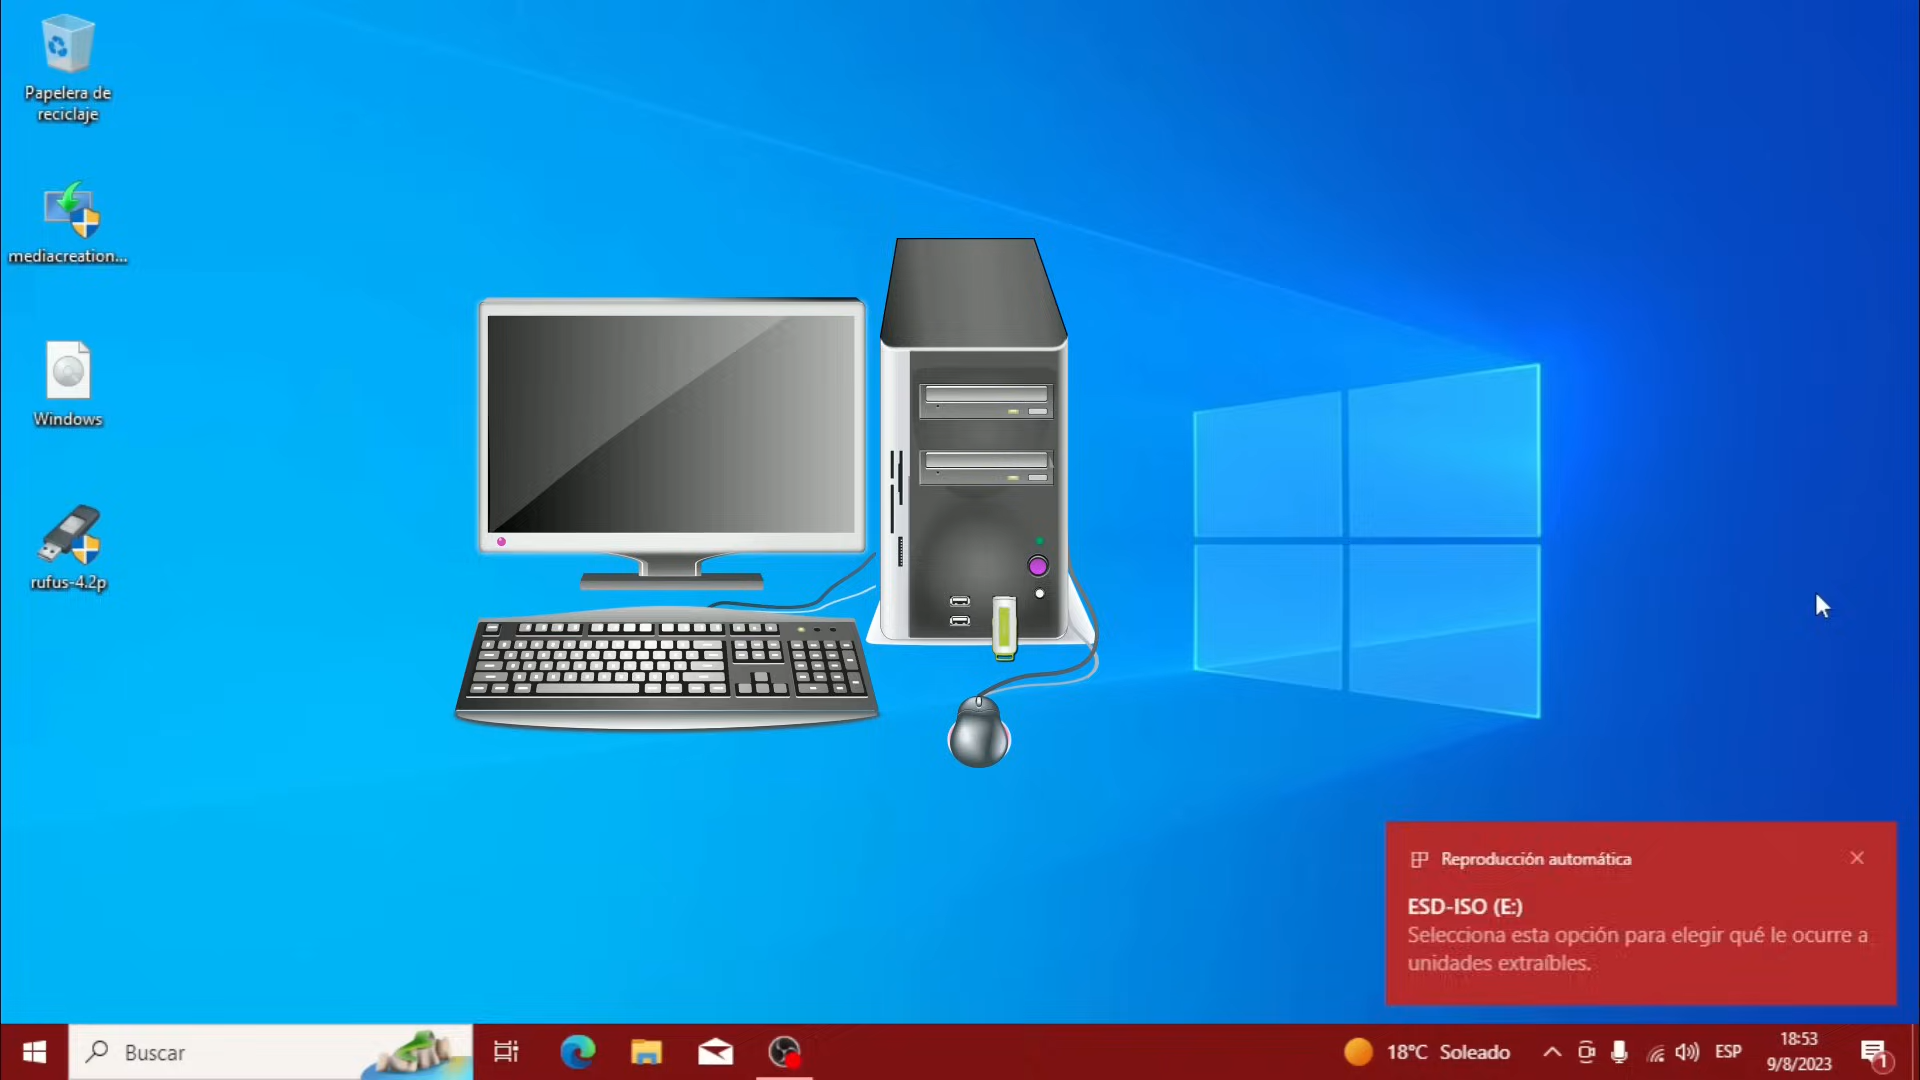 Papelera de
reciclaje
mediacreation...
Windows
rufus-4.2p
Reproducción automática
ESD-ISO (E:)
Selecciona esta opción para elegir qué le ocurre a
unidades extraíbles.
Buscar
18°C Soleado
ESP
18:53
9/8/2023
1